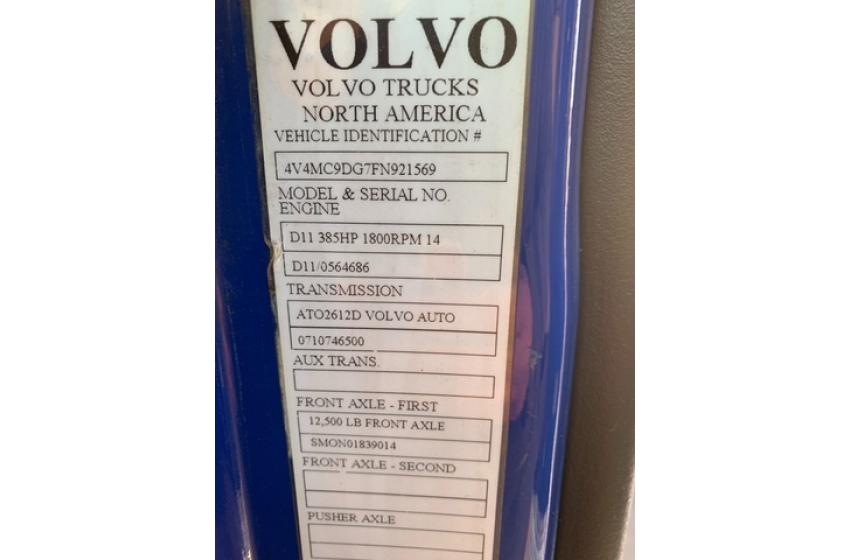 VOLVO
VOLVO TRUCKS
NORTH AMERICA
VEHICLE IDENTIFICATION #
4V4MC9DG7FN921569
MODEL & SERIAL NO.
ENGINE
D11 385HP 1800RPM 14
D11/0564686
TRANSMISSION
ATO2612D VOLVO AUTO
0710746500
AUX TRANS.
FRONT AXLE - FIRST
12,500 LB FRONT AXLE
SMON01839014
FRONT AXLE - SECOND
PUSHER AXLE